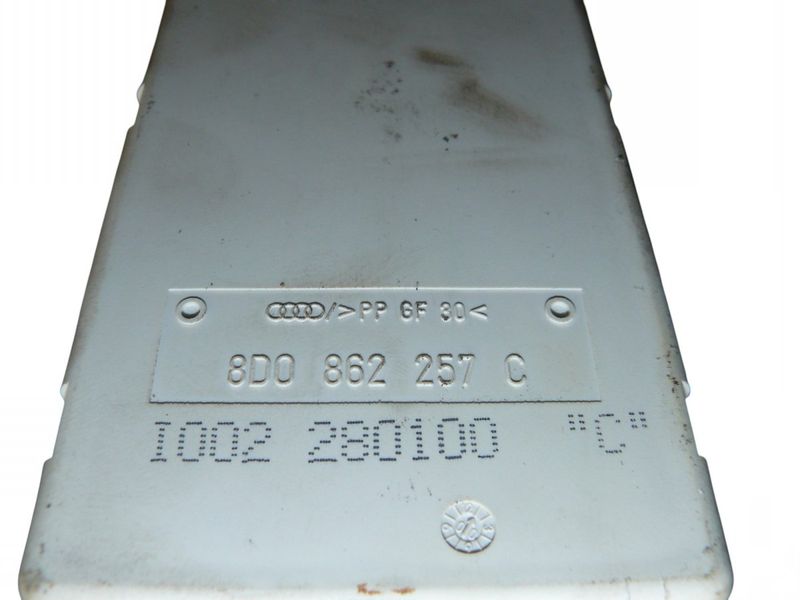 />PP GF 30<
8D0 862 257 C
I002 280100 "C"